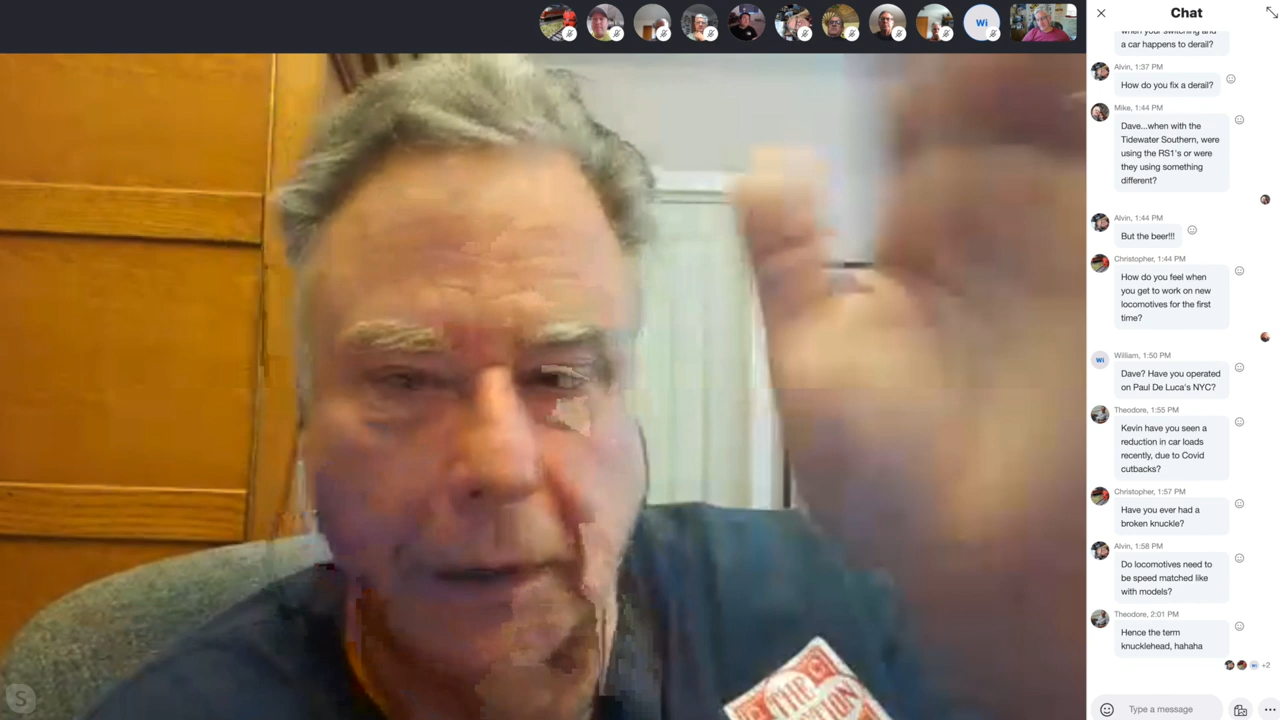 Wi
Chat
when your switching and
a car happens to derail?
Alvin, 1:37 PM
How do you fix a derail?
Mike, 1:44 PM
Dave...when with the
Tidewater Southern, were
using the RS1's or were
they using something
different?
Alvin, 1:44 PM
But the beer!!!
Christopher, 1:44 PM
How do you feel when
you get to work on new
locomotives for the first
time?
Wi
William, 1:50 PM
Dave? Have you operated
on Paul De Luca's NYC?
Theodore, 1:55 PM
Kevin have you seen a
reduction in car loads
recently, due to Covid
cutbacks?
Christopher, 1:57 PM
Have you ever had a
broken knuckle?
Alvin, 1:58 PM
Do locomotives need to
be speed matched like
with models?
Theodore, 2:01 PM
Hence the term
knucklehead, hahaha
+2
Type a message
S
THE